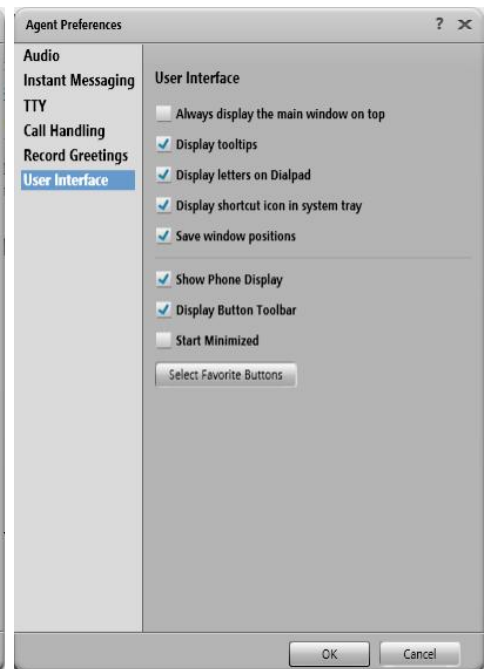 Agent Preferences
?
Audio
Instant Messaging
TTY
Call Handling
Record Greetings
User Interface
User Interface
Always display the main window on top
Display tooltips
Display letters on Dialpad
Display shortcut icon in system tray
Save window positions
Show Phone Display
Display Button Toolbar
Start Minimized
Select Favorite Buttons
OK
Cancel